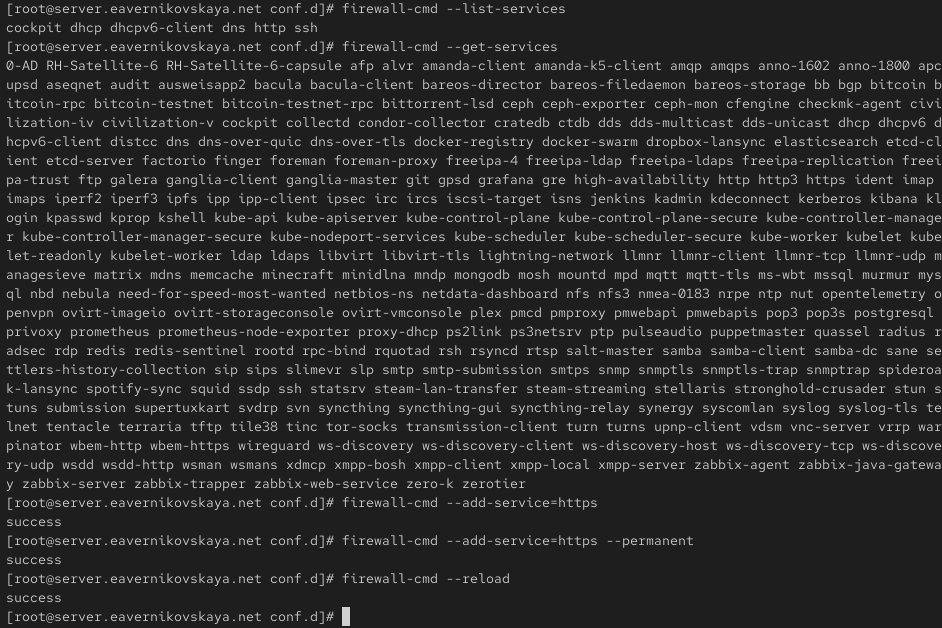 [root@server.eavernikovskaya.net conf.d]# firewall-cmd --list-services
cockpit dhcp dhcpv6-client dns http ssh
[root@server.eavernikovskaya.net conf.d]# firewall-cmd --get-services
0-AD RH-Satellite-6 RH-Satellite-6-capsule afp alvr amanda-client amanda-k5-client amqp amqps anno-1602 anno-1800 apc
upsd aseqnet audit ausweisapp2 bacula bacula-client bareos-director bareos-filedaemon bareos-storage bb bgp bitcoin b
itcoin-rpc bitcoin-testnet bitcoin-testnet-rpc bittorrent-lsd ceph ceph-exporter ceph-mon cfengine checkmk-agent civi
lization-iv civilization-v cockpit collectd condor-collector cratedb ctdb dds dds-multicast dds-unicast dhcp dhcpv6 d
hcpv6-client distcc dns dns-over-quic dns-over-tls docker-registry docker-swarm dropbox-lansync elasticsearch etcd-cl
ient etcd-server factorio finger foreman foreman-proxy freeipa-4 freeipa-ldap freeipa-ldaps freeipa-replication freei
pa-trust ftp galera ganglia-client ganglia-master git gpsd grafana gre high-availability http http3 https ident imap
imaps iperf2 iperf3 ipfs ipp ipp-client ipsec irc ircs iscsi-target isns jenkins kadmin kdeconnect kerberos kibana kl
ogin kpasswd kprop kshell kube-api kube-apiserver kube-control-plane kube-control-plane-secure kube-controller-manage
r kube-controller-manager-secure kube-nodeport-services kube-scheduler kube-scheduler-secure kube-worker kubelet kube
let-readonly kubelet-worker ldap ldaps libvirt libvirt-tls lightning-network llmnr llmnr-client llmnr-tcp llmnr-udp m
anagesieve matrix mdns memcache minecraft minidlna mndp mongodb mosh mountd mpd mqtt mqtt-tls ms-wbt mssql murmur mys
ql nbd nebula need-for-speed-most-wanted netbios-ns netdata-dashboard nfs nfs3 nmea-0183 nrpe ntp nut opentelemetry o
penvpn ovirt-imageio ovirt-storageconsole ovirt-vmconsole plex pmcd pmproxy pmwebapi pmwebapis pop3 pop3s postgresql
privoxy prometheus prometheus-node-exporter proxy-dhcp ps2link ps3netsrv ptp pulseaudio puppetmaster quassel radius r
adsec rdp redis redis-sentinel rootd rpc-bind rquotad rsh rsyncd rtsp salt-master samba samba-client samba-dc sane se
ttlers-history-collection sip sips slimevr slp smtp smtp-submission smtps snmp snmptls snmptls-trap snmptrap spideroa
k-lansync spotify-sync squid ssdp ssh statsrv steam-lan-transfer steam-streaming stellaris stronghold-crusader stun s
tuns submission supertuxkart svdrp svn syncthing syncthing-gui syncthing-relay synergy syscomlan syslog syslog-tls te
lnet tentacle terraria tftp tile38 tinc tor-socks transmission-client turn turns upnp-client vdsm vnc-server vrrp war
pinator wbem-http wbem-https wireguard ws-discovery ws-discovery-client ws-discovery-host ws-discovery-tcp ws-discove
ry-udp wsdd wsdd-http wsman wsmans xdmcp xmpp-bosh xmpp-client xmpp-local xmpp-server zabbix-agent zabbix-java-gatewa
y zabbix-server zabbix-trapper zabbix-web-service zero-k zerotier
[root@server.eavernikovskaya.net conf.d]# firewall-cmd --add-service=https
success
[root@server.eavernikovskaya.net conf.d]# firewall-cmd --add-service=https --permanent
success
[root@server.eavernikovskaya.net conf.d]# firewall-cmd --reload
success
[root@server.eavernikovskaya.net conf.d]#